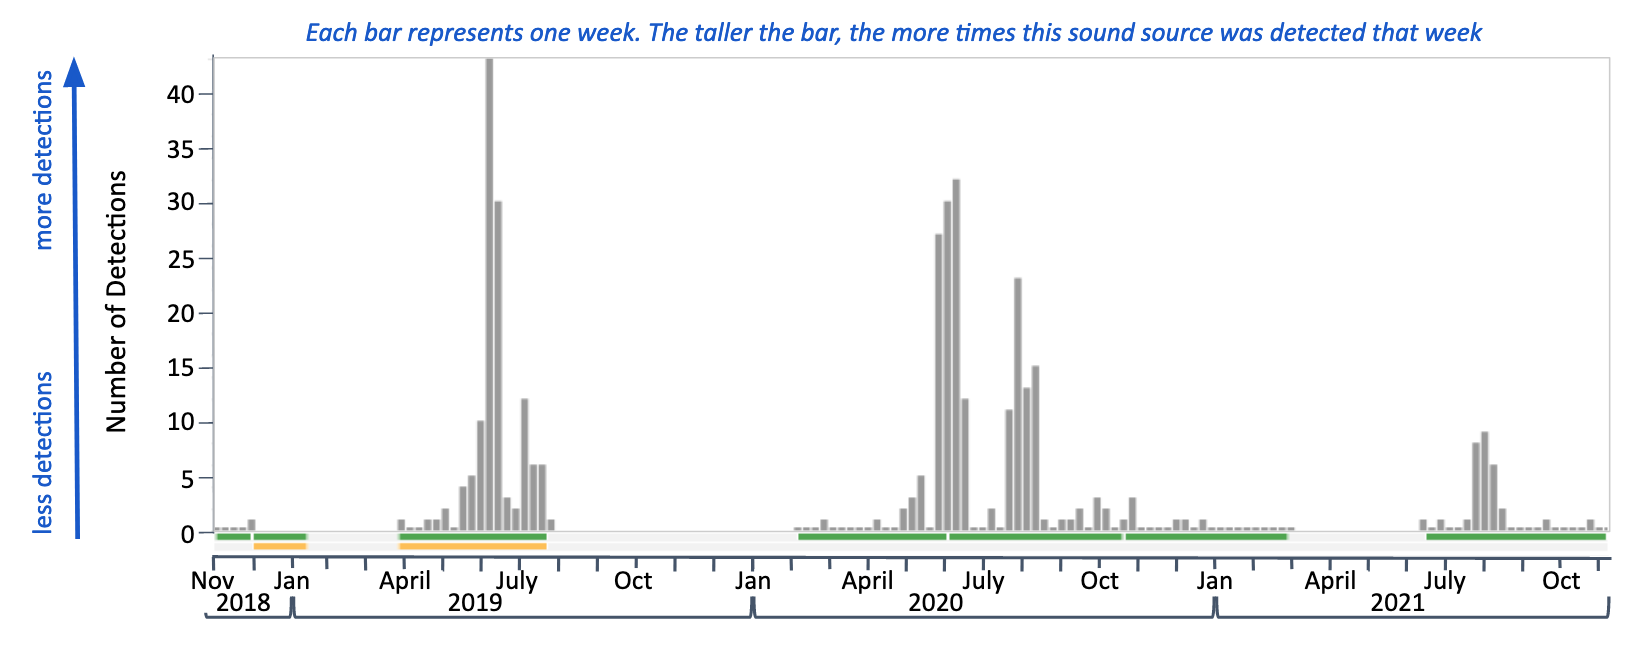 Each bar represents one week. The taller the bar, the more times this sound source was detected that week
more detections
less detections
Number of Detections
40
35
30
25
20
15
10
5
0
Nov Jan April July Oct Jan April July Oct Jan April July Oct
2018 2019 2020 2021